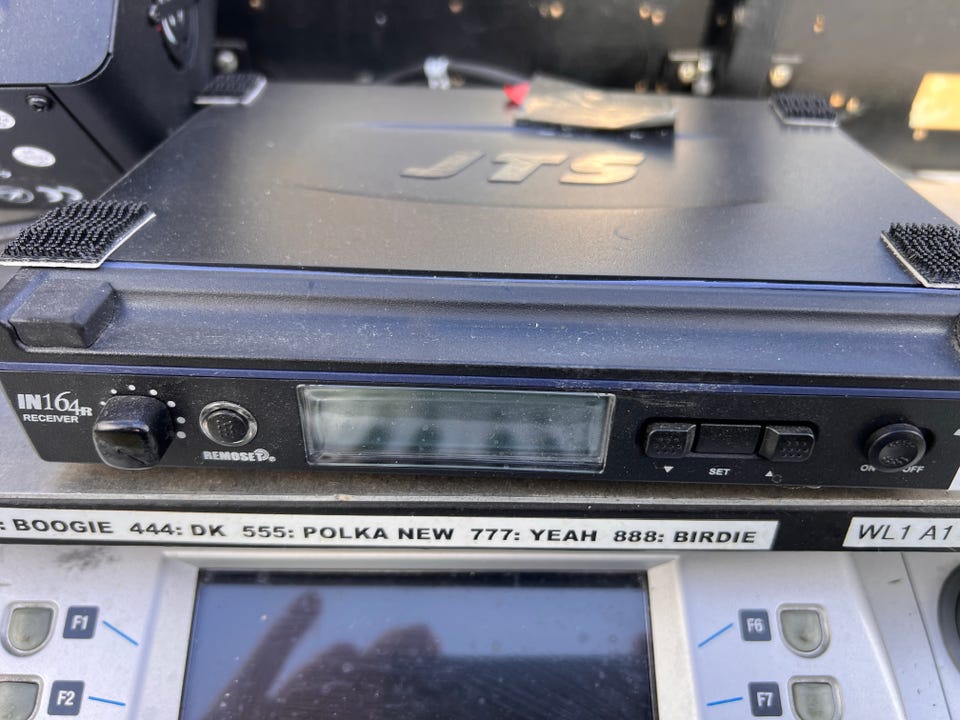 JTS
IN164R
RECEIVER
REMOSET
SET
ON OFF
: BOOGIE 444: DK 555: POLKA NEW 777: YEAH 888: BIRDIE
WL1 A1
F1
F6
F2
F7